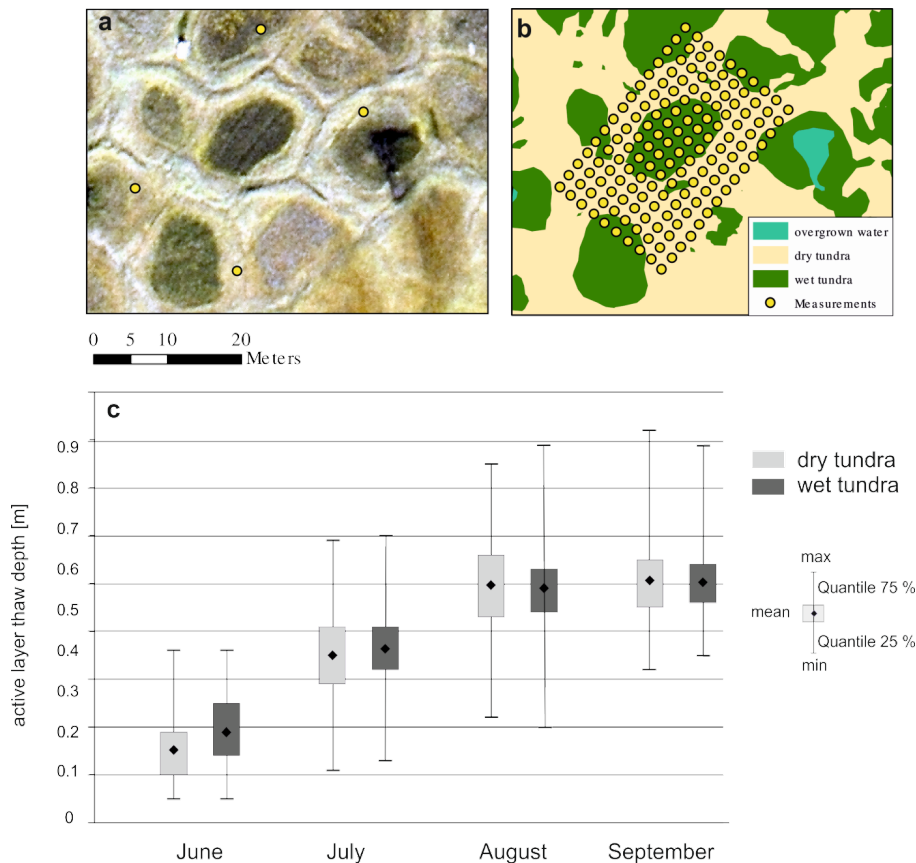 a
b
overgrown water
dry tundra
wet tundra
Measurements
0 5 10 20
Meters
c
active layer thaw depth [m]
0.9
0.8
0.7
0.6
0.5
0.4
0.3
0.2
0.1
0
June July August September
dry tundra
wet tundra
max
Quantile 75 %
mean
Quantile 25 %
min